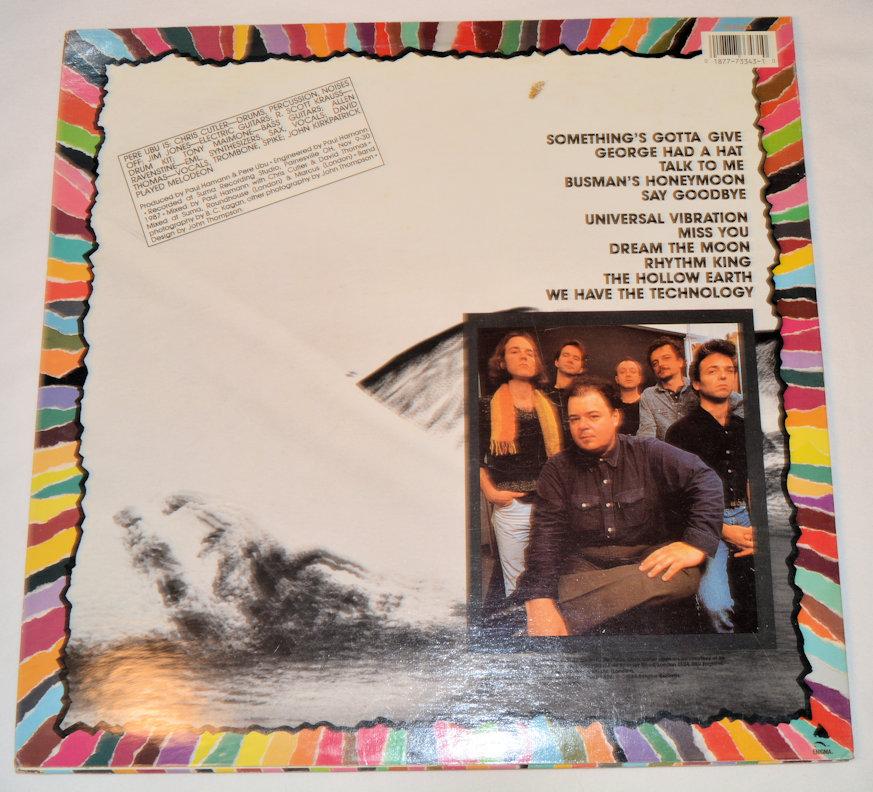 0 1877-73343-1 0
PERE UBU IS: CHRIS CUTLER—DRUMS, PERCUSSION, NOISES
OFF; JIM JONES—ELECTRIC GUITARS; R. SCOTT KRAUSS—
DRUM KIT; TONY MAIMONE—BASS GUITARS; ALLEN
RAVENSTINE—EML SYNTHESIZERS, SAX, VOCALS; DAVID
THOMAS—VOCALS, TROMBONE, SPIKE; JOHN KIRKPATRICK
PLAYED MELODEON
Produced by Paul Hamann & Pere Ubu • Engineered by Paul Hamann
• Recorded at Suma Recording Studio, Painesville OH, Nov 3-30
1987 • Mixed by Paul Hamann with Chris Cutler & David Thomas •
Mixed at Suma, Roundhouse (London) & Marcus (London) • Band
photography by B. C. Kagan, other photography by John Thompson •
Design by John Thompson.
SOMETHING'S GOTTA GIVE
GEORGE HAD A HAT
TALK TO ME
BUSMAN'S HONEYMOON
SAY GOODBYE
UNIVERSAL VIBRATION
MISS YOU
DREAM THE MOON
RHYTHM KING
THE HOLLOW EARTH
WE HAVE THE TECHNOLOGY
ENIGMA